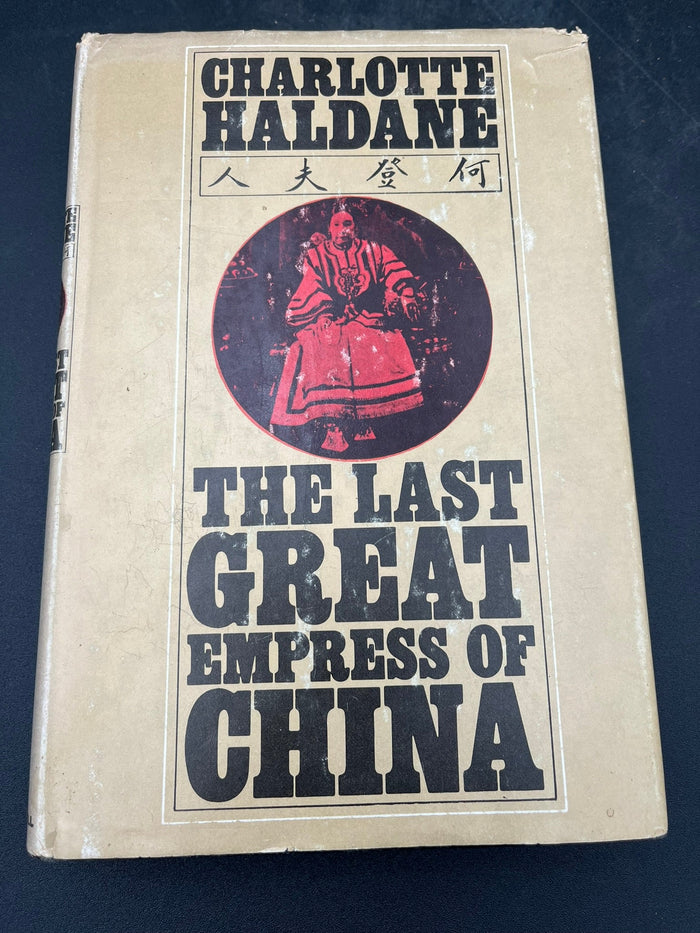 CHARLOTTE
HALDANE
人夫登何
THE LAST
GREAT
EMPRESS OF
CHINA